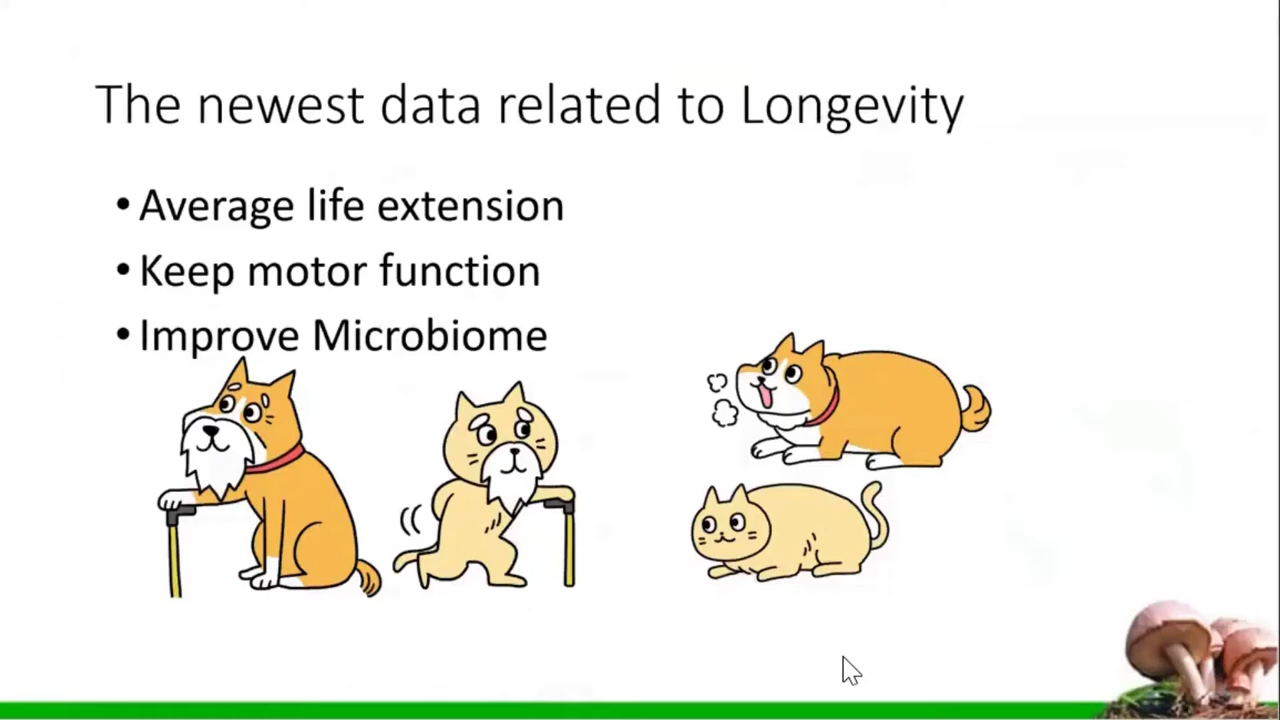 The newest data related to Longevity
• Average life extension
• Keep motor function
• Improve Microbiome